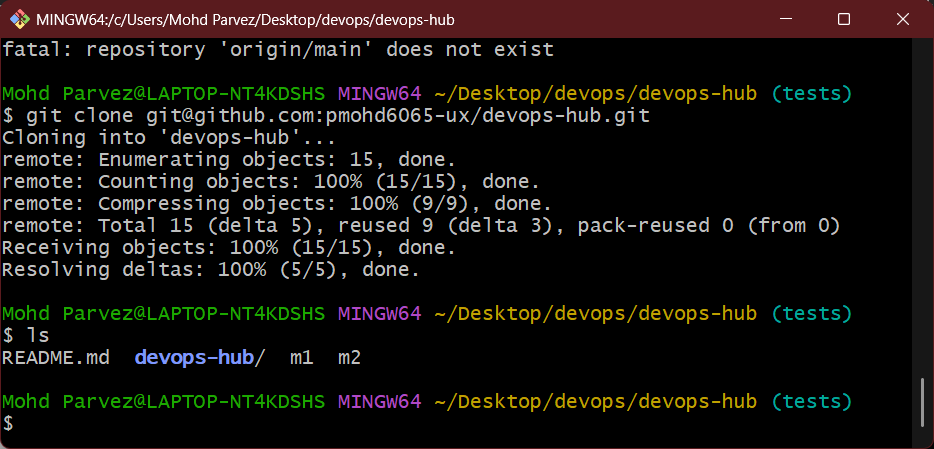 MINGW64:/c/Users/Mohd Parvez/Desktop/devops/devops-hub
fatal: repository 'origin/main' does not exist
Mohd Parvez@LAPTOP-NT4KDSHS MINGW64 ~/Desktop/devops/devops-hub (tests)
$ git clone git@github.com:pmohd6065-ux/devops-hub.git
Cloning into 'devops-hub'...
remote: Enumerating objects: 15, done.
remote: Counting objects: 100% (15/15), done.
remote: Compressing objects: 100% (9/9), done.
remote: Total 15 (delta 5), reused 9 (delta 3), pack-reused 0 (from 0)
Receiving objects: 100% (15/15), done.
Resolving deltas: 100% (5/5), done.
Mohd Parvez@LAPTOP-NT4KDSHS MINGW64 ~/Desktop/devops/devops-hub (tests)
$ ls
README.md  devops-hub/  m1  m2
Mohd Parvez@LAPTOP-NT4KDSHS MINGW64 ~/Desktop/devops/devops-hub (tests)
$